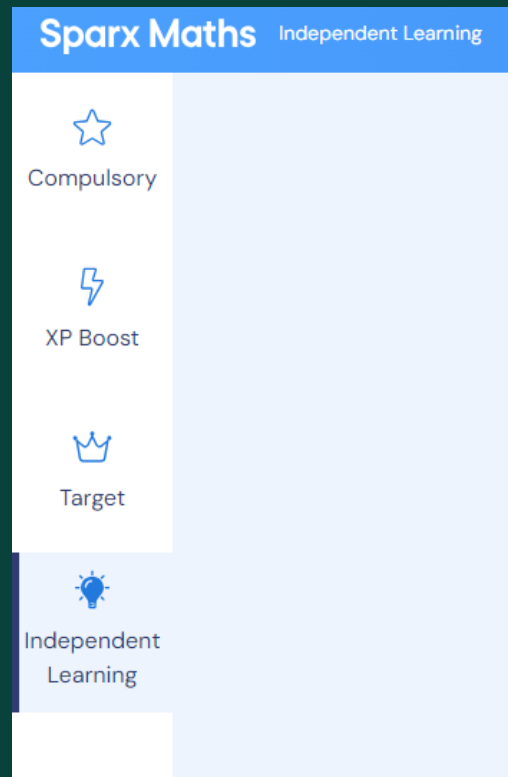 Sparx Maths Independent Learning
Compulsory
XP Boost
Target
Independent
Learning